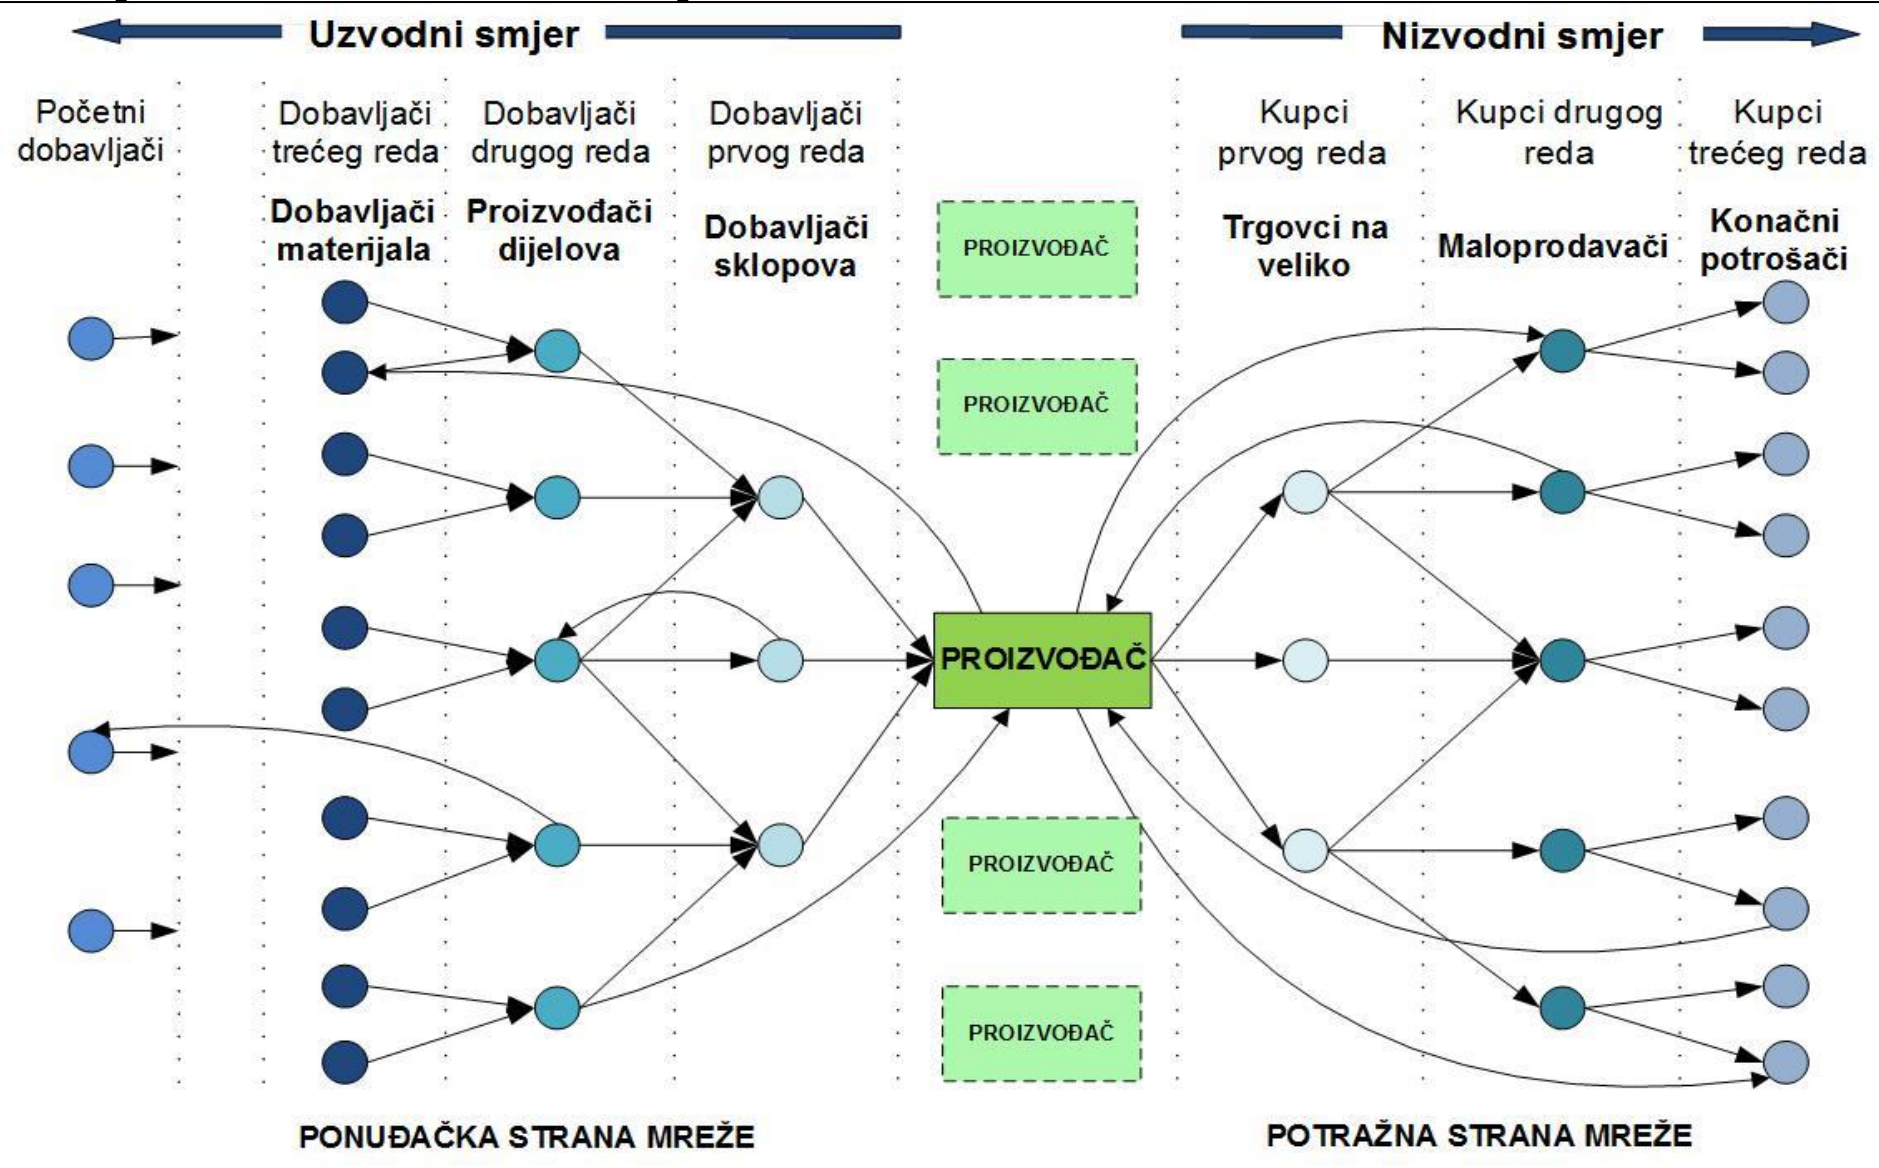 Uzvodni smjer
Nizvodni smjer
Početni
dobavljači
Dobavljači
trećeg reda
Dobavljači
drugog reda
Dobavljači
prvog reda
Kupci
prvog reda
Kupci drugog
reda
Kupci
trećeg reda
Dobavljači
materijala
Proizvođači
dijelova
Dobavljači
sklopova
Trgovci na
veliko
Maloprodavači
Konačni
potrošači
PROIZVOĐAČ
PROIZVOĐAČ
PROIZVOĐAČ
PROIZVOĐAČ
PROIZVOĐAČ
PONUĐAČKA STRANA MREŽE
POTRAŽNA STRANA MREŽE